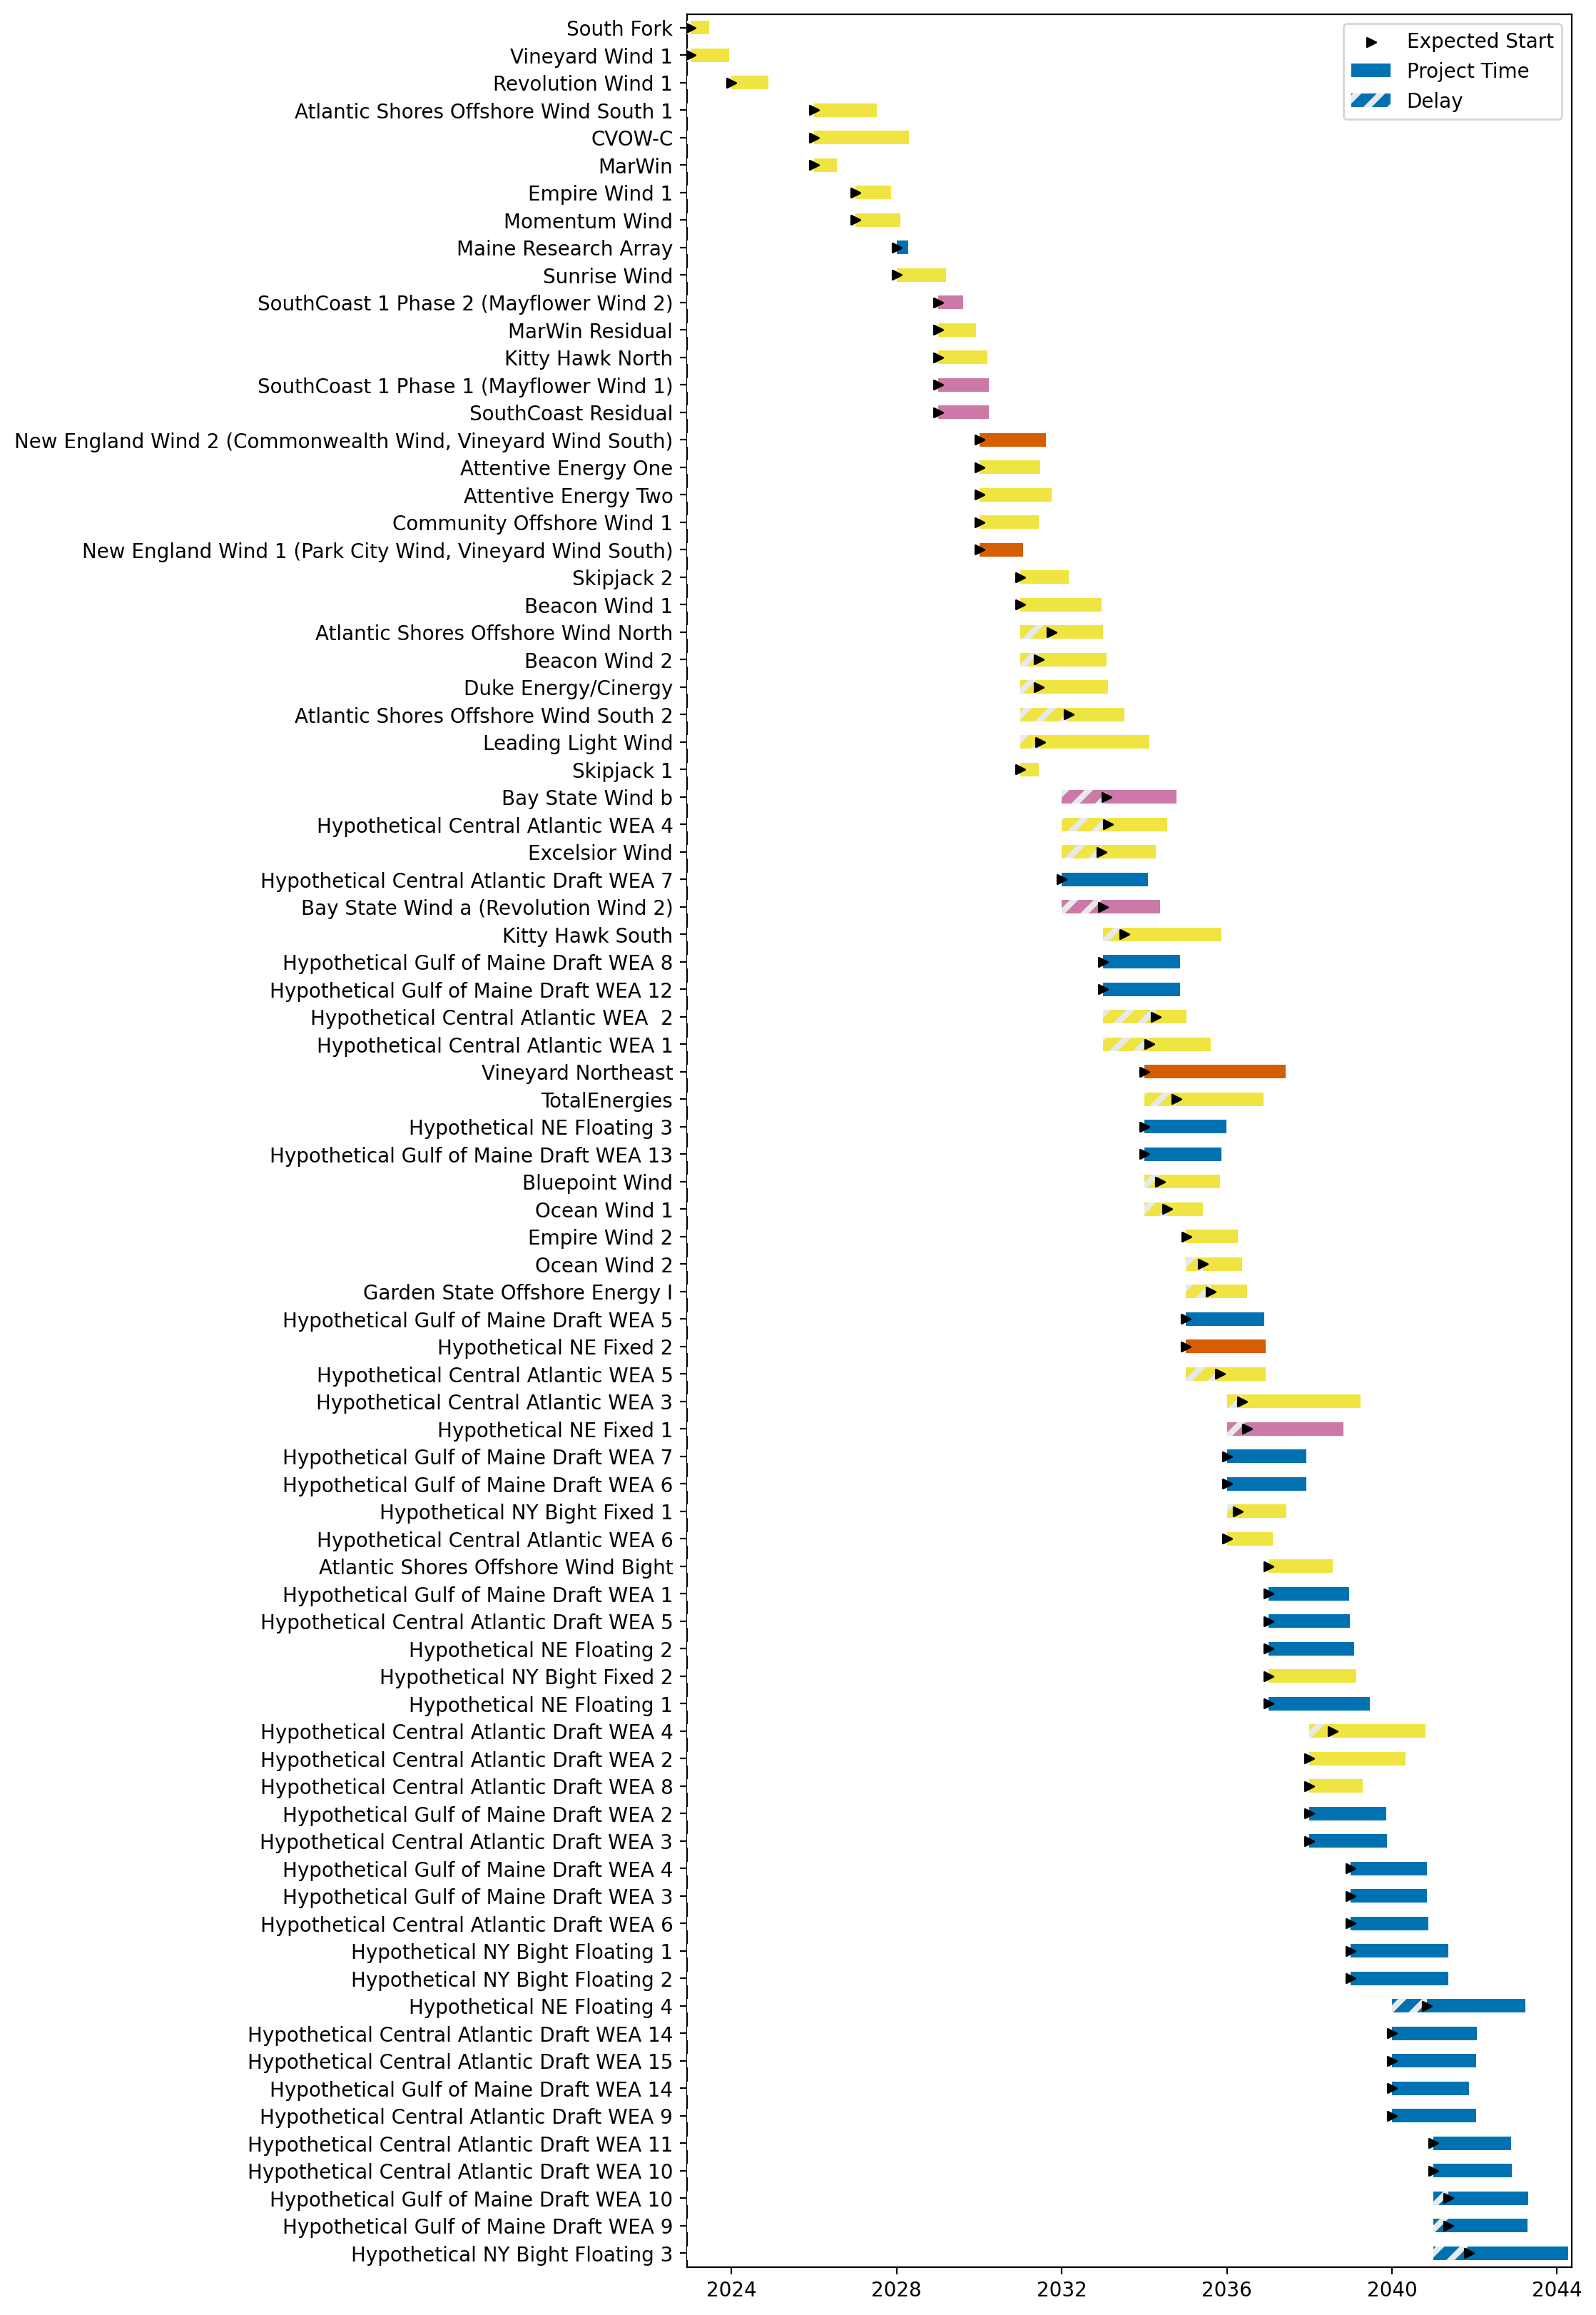 South Fork
Vineyard Wind 1
Revolution Wind 1
Atlantic Shores Offshore Wind South 1
CVOW-C
MarWin
Empire Wind 1
Momentum Wind
Maine Research Array
Sunrise Wind
SouthCoast 1 Phase 2 (Mayflower Wind 2)
MarWin Residual
Kitty Hawk North
SouthCoast 1 Phase 1 (Mayflower Wind 1)
SouthCoast Residual
New England Wind 2 (Commonwealth Wind, Vineyard Wind South)
Attentive Energy One
Attentive Energy Two
Community Offshore Wind 1
New England Wind 1 (Park City Wind, Vineyard Wind South)
Skipjack 2
Beacon Wind 1
Atlantic Shores Offshore Wind North
Beacon Wind 2
Duke Energy/Cinergy
Atlantic Shores Offshore Wind South 2
Leading Light Wind
Skipjack 1
Bay State Wind b
Hypothetical Central Atlantic WEA 4
Excelsior Wind
Hypothetical Central Atlantic Draft WEA 7
Bay State Wind a (Revolution Wind 2)
Kitty Hawk South
Hypothetical Gulf of Maine Draft WEA 8
Hypothetical Gulf of Maine Draft WEA 12
Hypothetical Central Atlantic WEA  2
Hypothetical Central Atlantic WEA 1
Vineyard Northeast
TotalEnergies
Hypothetical NE Floating 3
Hypothetical Gulf of Maine Draft WEA 13
Bluepoint Wind
Ocean Wind 1
Empire Wind 2
Ocean Wind 2
Garden State Offshore Energy I
Hypothetical Gulf of Maine Draft WEA 5
Hypothetical NE Fixed 2
Hypothetical Central Atlantic WEA 5
Hypothetical Central Atlantic WEA 3
Hypothetical NE Fixed 1
Hypothetical Gulf of Maine Draft WEA 7
Hypothetical Gulf of Maine Draft WEA 6
Hypothetical NY Bight Fixed 1
Hypothetical Central Atlantic WEA 6
Atlantic Shores Offshore Wind Bight
Hypothetical Gulf of Maine Draft WEA 1
Hypothetical Central Atlantic Draft WEA 5
Hypothetical NE Floating 2
Hypothetical NY Bight Fixed 2
Hypothetical NE Floating 1
Hypothetical Central Atlantic Draft WEA 4
Hypothetical Central Atlantic Draft WEA 2
Hypothetical Central Atlantic Draft WEA 8
Hypothetical Gulf of Maine Draft WEA 2
Hypothetical Central Atlantic Draft WEA 3
Hypothetical Gulf of Maine Draft WEA 4
Hypothetical Gulf of Maine Draft WEA 3
Hypothetical Central Atlantic Draft WEA 6
Hypothetical NY Bight Floating 1
Hypothetical NY Bight Floating 2
Hypothetical NE Floating 4
Hypothetical Central Atlantic Draft WEA 14
Hypothetical Central Atlantic Draft WEA 15
Hypothetical Gulf of Maine Draft WEA 14
Hypothetical Central Atlantic Draft WEA 9
Hypothetical Central Atlantic Draft WEA 11
Hypothetical Central Atlantic Draft WEA 10
Hypothetical Gulf of Maine Draft WEA 10
Hypothetical Gulf of Maine Draft WEA 9
Hypothetical NY Bight Floating 3
Expected Start
Project Time
Delay
2024 2028 2032 2036 2040 2044